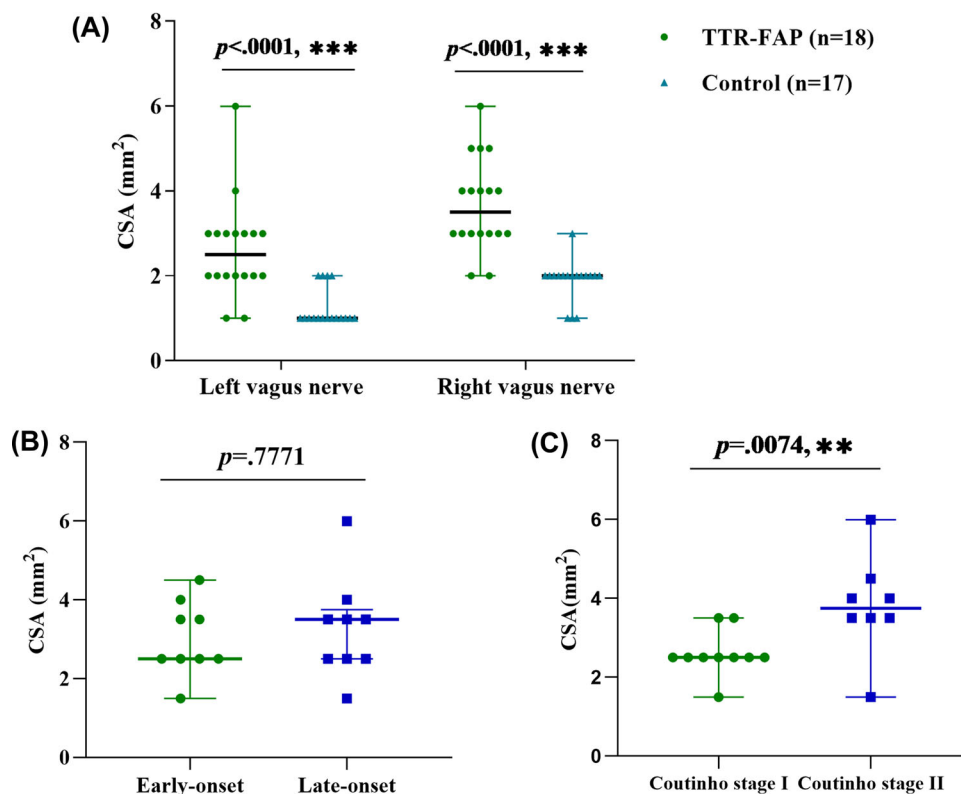 (A)
p<.0001, ***
p<.0001, ***
TTR-FAP (n=18)
Control (n=17)
8
6
4
2
0
CSA (mm²)
Left vagus nerve
Right vagus nerve
(B)
p=.7771
8
6
4
2
0
CSA (mm²)
Early-onset
Late-onset
(C)
p=.0074, **
8
6
4
2
0
CSA(mm²)
Coutinho stage I
Coutinho stage II